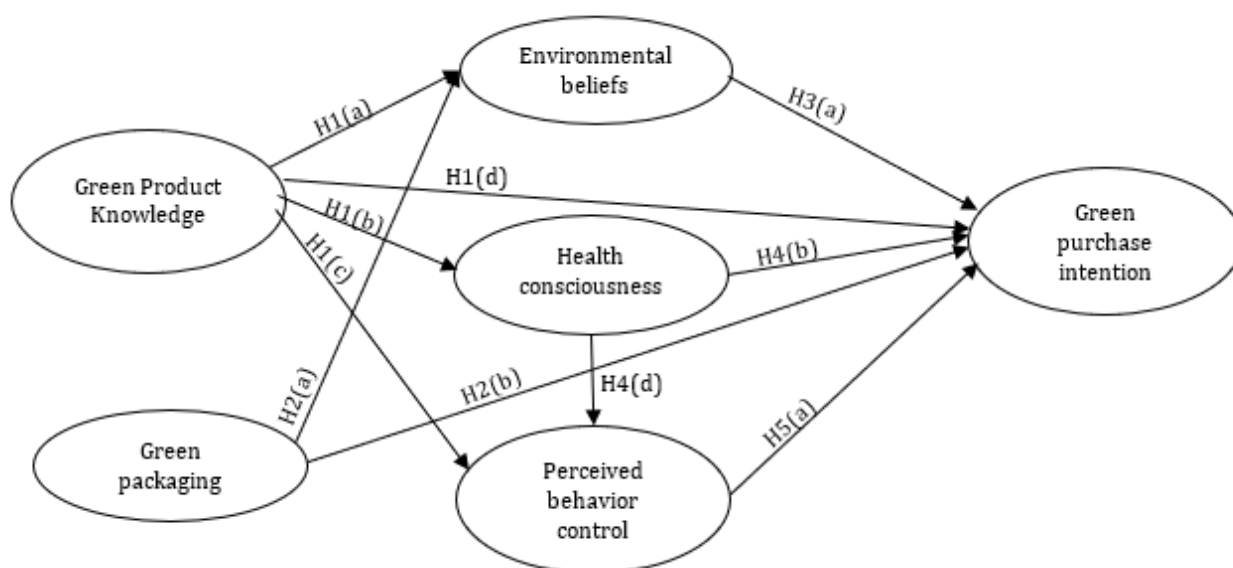 Environmental
beliefs
H1(a)
H3(a)
Green Product
Knowledge
H1(d)
H1(b)
Green
purchase
intention
H1(c)
Health
consciousness
H4(b)
H2(a)
H2(b)
H4(d)
H5(a)
Green
packaging
Perceived
behavior
control